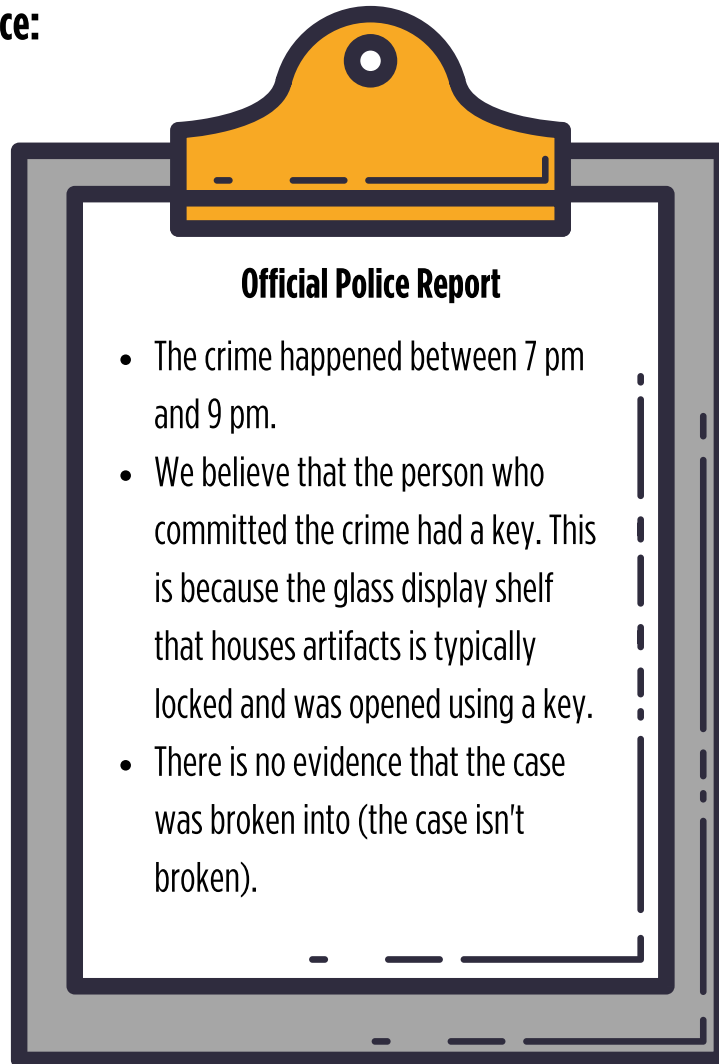 ce:
Official Police Report
• The crime happened between 7 pm
and 9 pm.
• We believe that the person who
committed the crime had a key. This
is because the glass display shelf
that houses artifacts is typically
locked and was opened using a key.
• There is no evidence that the case
was broken into (the case isn't
broken).